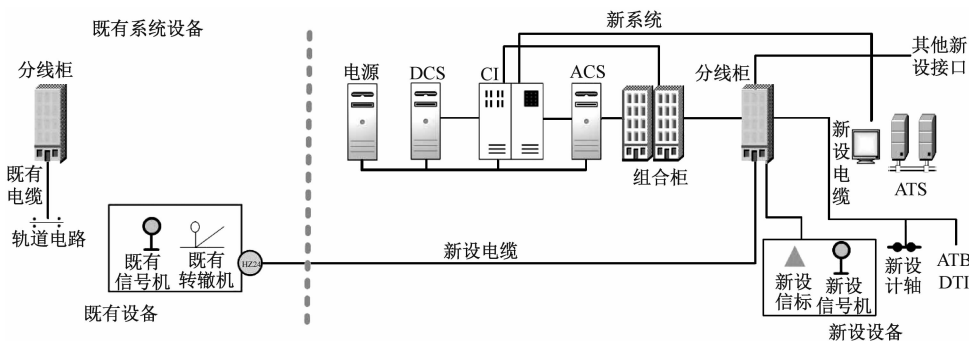 既有系统设备
新系统
分线柜
电源
DCS
CI
ACS
分线柜
其他新
设接口
新设电缆
ATS
组合柜
既有
电缆
轨道电路
既有
信号机
既有
转辙机
HZ24
既有设备
新设电缆
新设
信标
新设
信号机
新设
计轴
ATB
DTI
新设设备